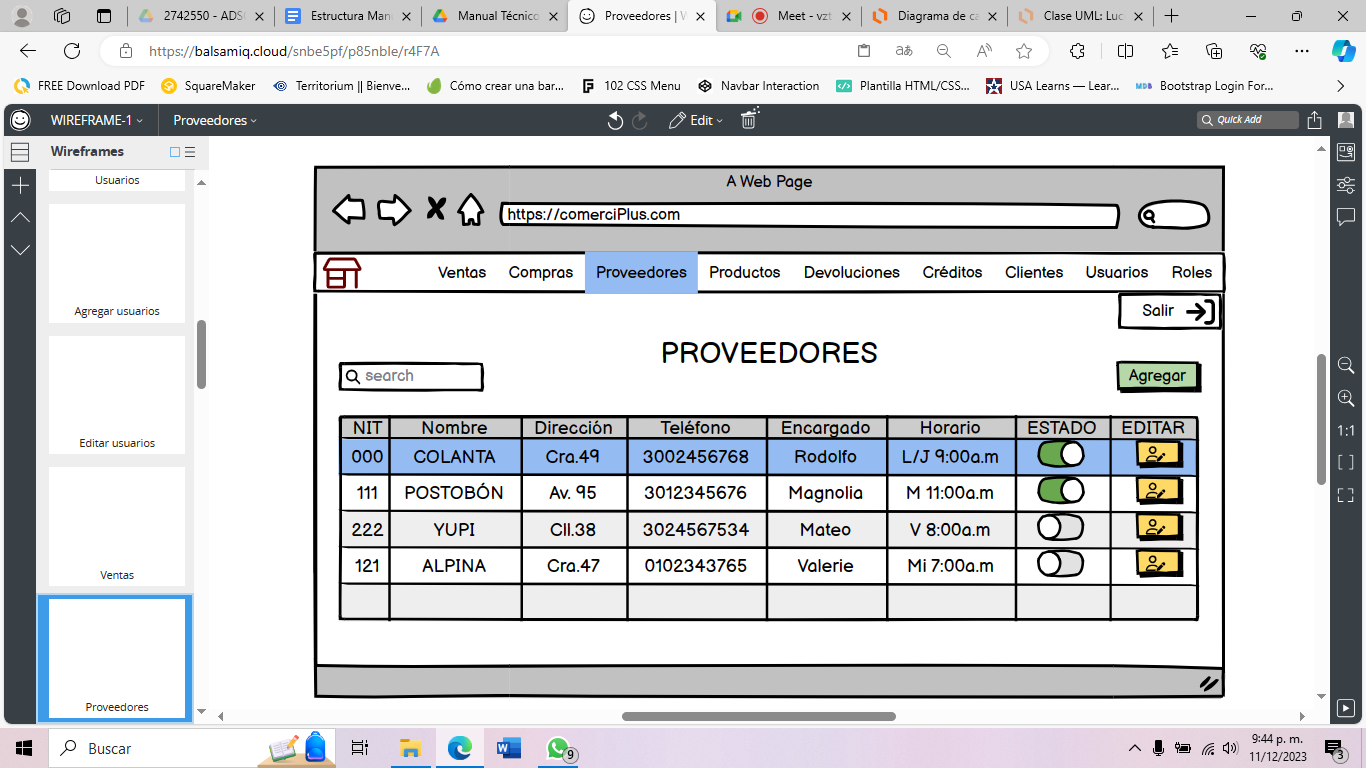 2742550 - ADSO
Estructura Man
Manual Técnico
Proveedores | W
Meet - vzt
Diagrama de ca
Clase UML: Luc
https://balsamiq.cloud/snbe5pf/p85nble/r4F7A
FREE Download PDF
SquareMaker
Territorium || Bienve...
Cómo crear una bar...
102 CSS Menu
Navbar Interaction
Plantilla HTML/CSS...
USA Learns — Lear...
Bootstrap Login For...
WIREFRAME-1
Proveedores
Edit
Quick Add
Wireframes
Usuarios
Agregar usuarios
Editar usuarios
Ventas
Proveedores
A Web Page
https://comerciPlus.com
Ventas Compras Proveedores Productos Devoluciones Créditos Clientes Usuarios Roles
Salir
PROVEEDORES
search
Agregar
NIT Nombre Dirección Teléfono Encargado Horario ESTADO EDITAR
000 COLANTA Cra.49 3002456768 Rodolfo L/J 9:00a.m
111 POSTOBÓN Av. 95 3012345676 Magnolia M 11:00a.m
222 YUPI Cll.38 3024567534 Mateo V 8:00a.m
121 ALPINA Cra.47 0102343765 Valerie Mi 7:00a.m
1:1
Buscar
9
9:44 p. m.
11/12/2023
3